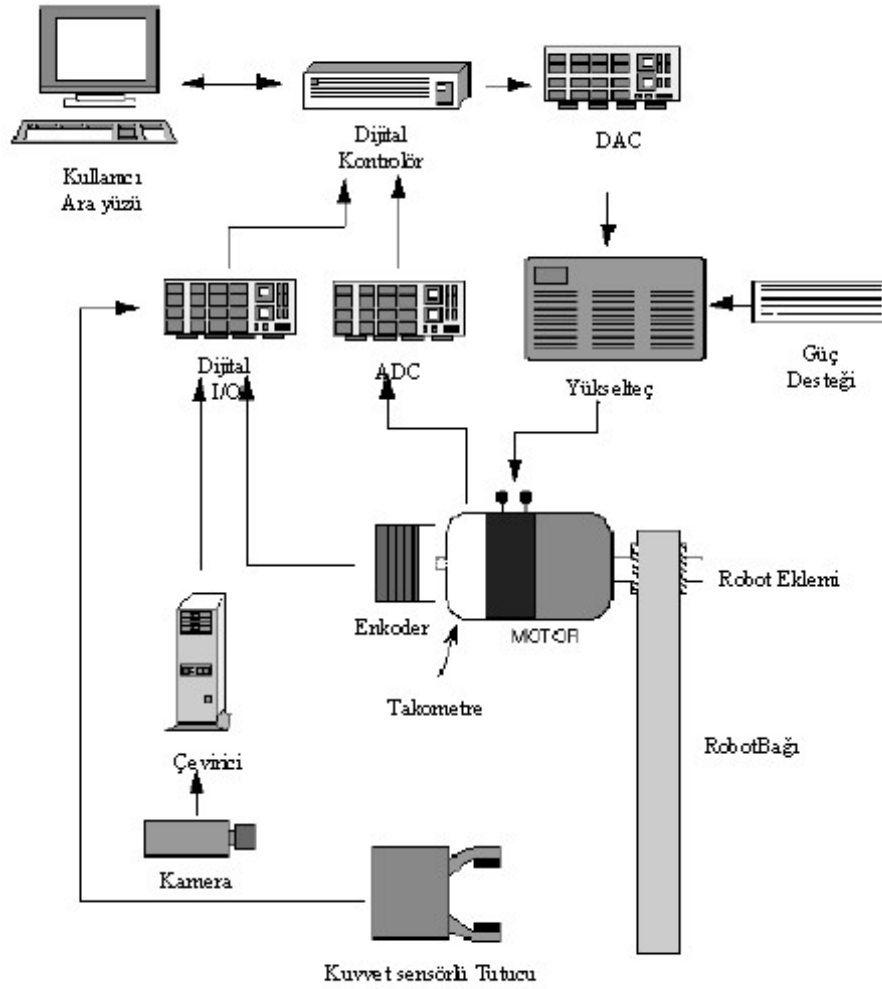 Dijital
Kontrolör
DAC
Kullanıcı
Ara yüzü
Dijital
I/O
ADC
Yükselteç
Güç
Desteği
Enkoder
MOTOR
Robot Eklemi
Takometre
RobotBağı
Çevirici
Kamera
Kuvvet sensörlü Tutucu